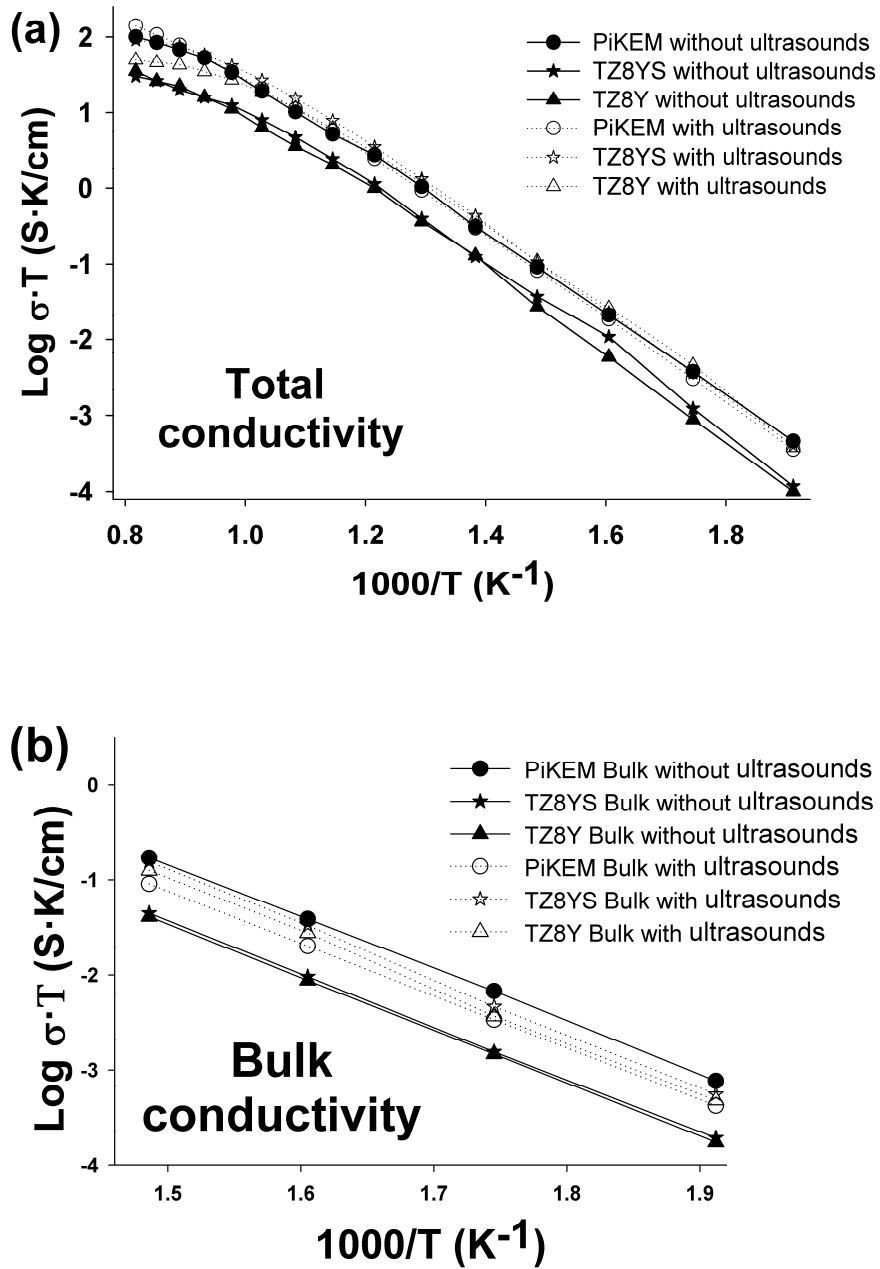 (a)
Log σ·T (S·K/cm)
2
1
0
-1
-2
-3
-4
PiKEM without ultrasounds
TZ8YS without ultrasounds
TZ8Y without ultrasounds
PiKEM with ultrasounds
TZ8YS with ultrasounds
TZ8Y with ultrasounds
Total
conductivity
0.8 1.0 1.2 1.4 1.6 1.8
1000/T (K-1)
(b)
Log σ·T (S·K/cm)
0
-1
-2
-3
-4
PiKEM Bulk without ultrasounds
TZ8YS Bulk without ultrasounds
TZ8Y Bulk without ultrasounds
PiKEM Bulk with ultrasounds
TZ8YS Bulk with ultrasounds
TZ8Y Bulk with ultrasounds
Bulk
conductivity
1.5 1.6 1.7 1.8 1.9
1000/T (K-1)